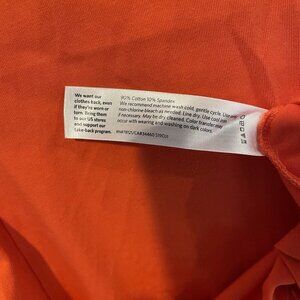 We want our
clothes back, even
if they're worn or
torn. Bring them
to our US stores
and support our
take-back program.
90% Cotton 10% Spandex
We recommend machine wash cold, gentle cycle. Use
non-chlorine bleach as needed. Line dry. Use cool iron
if necessary. May be dry cleaned. Color transfer may
occur with wearing and washing on dark colors.